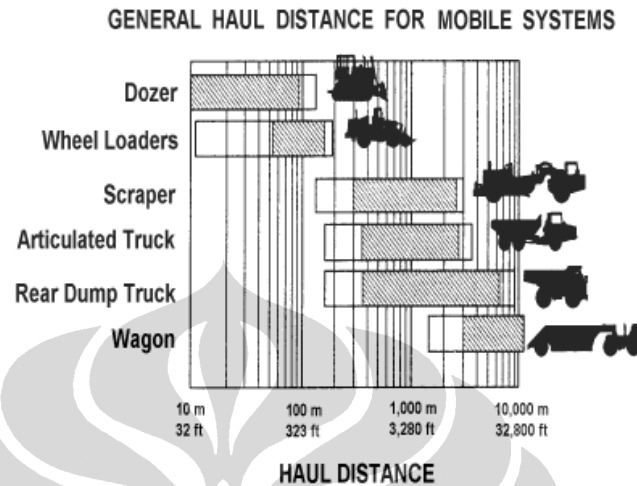 GENERAL HAUL DISTANCE FOR MOBILE SYSTEMS
Dozer
Wheel Loaders
Scraper
Articulated Truck
Rear Dump Truck
Wagon
10 m 100 m 1,000 m 10,000 m
32 ft 323 ft 3,280 ft 32,800 ft
HAUL DISTANCE